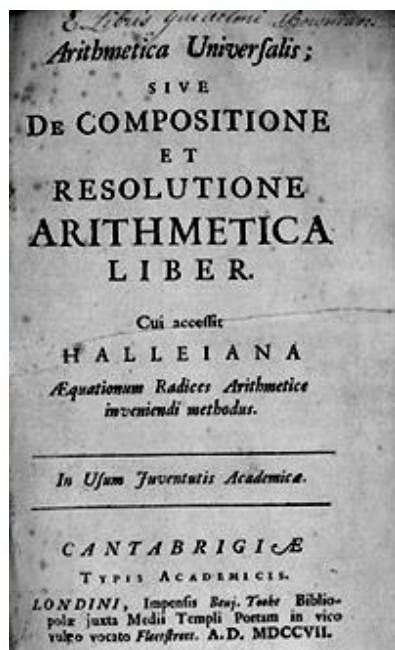 E Libris Guilielmi Bowman.
Arithmetica Univerſalis;
SIVE
DE COMPOSITIONE
ET
RESOLUTIONE
ARITHMETICA
LIBER.
Cui acceſſit
HALLEIANA
Æquationum Radices Arithmetice
inveniendi methodus.
In Uſum Juventutis Academicæ.
CANTABRIGIÆ
TYPIS ACADEMICIS.
LONDINI, Impenſis Benj. Tooke Biblio-
polæ juxta Medii Templi Portam in vico
vulgo vocato Fleetſtreet. A.D. MDCCVII.